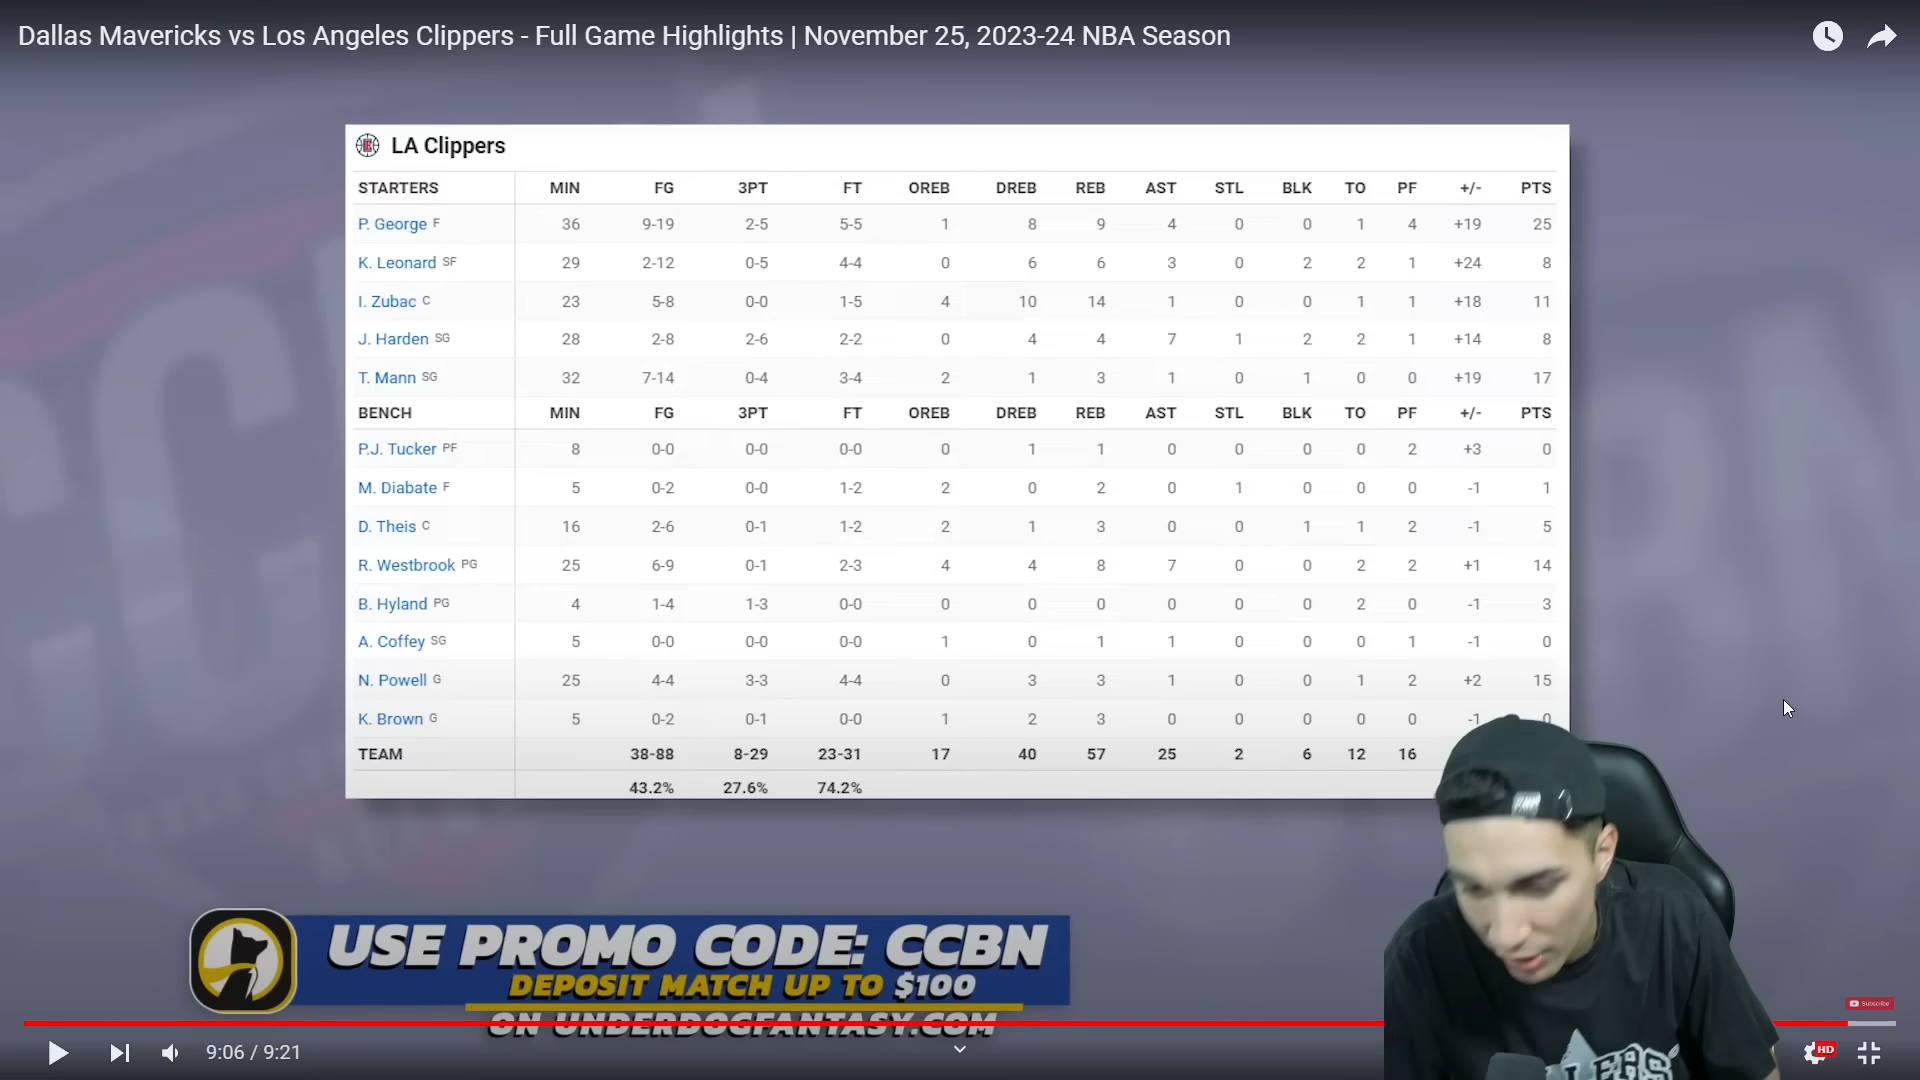 Dallas Mavericks vs Los Angeles Clippers - Full Game Highlights | November 25, 2023-24 NBA Season
LA Clippers
STARTERS MIN FG 3PT FT OREB DREB REB AST STL BLK TO PF +/- PTS
P. George F 36 9-19 2-5 5-5 1 8 9 4 0 0 1 4 +19 25
K. Leonard SF 29 2-12 0-5 4-4 0 6 6 3 0 2 2 1 +24 8
I. Zubac C 23 5-8 0-0 1-5 4 10 14 1 0 0 1 1 +18 11
J. Harden SG 28 2-8 2-6 2-2 0 4 4 7 1 2 2 1 +14 8
T. Mann SG 32 7-14 0-4 3-4 2 1 3 1 0 1 0 0 +19 17
BENCH MIN FG 3PT FT OREB DREB REB AST STL BLK TO PF +/- PTS
P.J. Tucker PF 8 0-0 0-0 0-0 0 1 1 0 0 0 0 2 +3 0
M. Diabate F 5 0-2 0-0 1-2 2 0 2 0 1 0 0 0 -1 1
D. Theis C 16 2-6 0-1 1-2 2 1 3 0 0 1 1 2 -1 5
R. Westbrook PG 25 6-9 0-1 2-3 4 4 8 7 0 0 2 2 +1 14
B. Hyland PG 4 1-4 1-3 0-0 0 0 0 0 0 0 2 0 -1 3
A. Coffey SG 5 0-0 0-0 0-0 1 0 1 1 0 0 0 1 -1 0
N. Powell G 25 4-4 3-3 4-4 0 3 3 1 0 0 1 2 +2 15
K. Brown G 5 0-2 0-1 0-0 1 2 3 0 0 0 0 0 -1 0
TEAM 38-88 8-29 23-31 17 40 57 25 2 6 12 16
43.2% 27.6% 74.2%
USE PROMO CODE: CCBN
DEPOSIT MATCH UP TO $100
ON UNDERDOGFANTASY.COM
Subscribe
9:06 / 9:21
HD